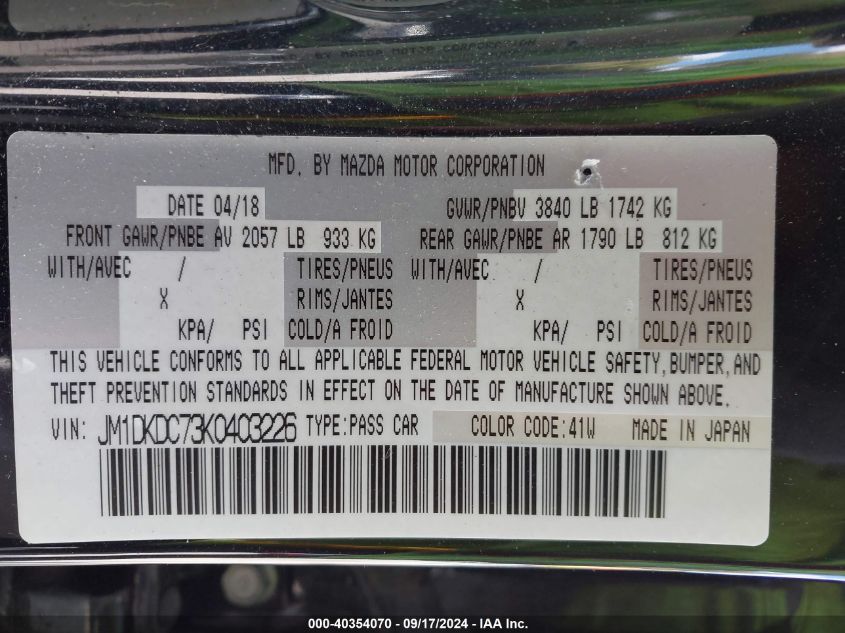 BY MAZDA MOTOR CORPORATION
MFD. BY MAZDA MOTOR CORPORATION
DATE 04/18 GVWR/PNBV 3840 LB 1742 KG
FRONT GAWR/PNBE AV 2057 LB 933 KG REAR GAWR/PNBE AR 1790 LB 812 KG
WITH/AVEC / TIRES/PNEUS WITH/AVEC / TIRES/PNEUS
X RIMS/JANTES X RIMS/JANTES
KPA/ PSI COLD/A FROID KPA/ PSI COLD/A FROID
THIS VEHICLE CONFORMS TO ALL APPLICABLE FEDERAL MOTOR VEHICLE SAFETY, BUMPER, AND
THEFT PREVENTION STANDARDS IN EFFECT ON THE DATE OF MANUFACTURE SHOWN ABOVE.
VIN: JM1DKDC73K0403226 TYPE:PASS CAR COLOR CODE:41W MADE IN JAPAN
000-40354070 - 09/17/2024 - IAA Inc.